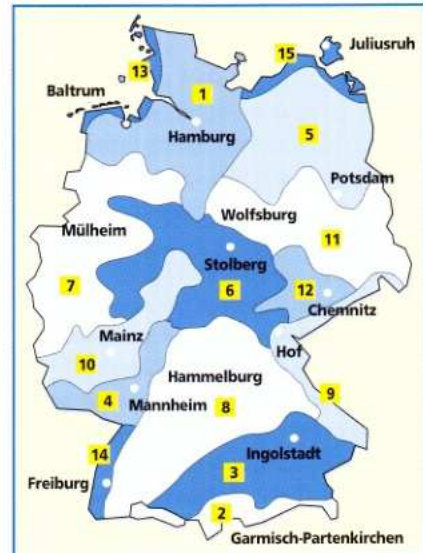 15
Juliusruh
13
Baltrum
1
Hamburg
5
Potsdam
Wolfsburg
Mülheim
11
Stolberg
7
6
12
Chemnitz
Mainz
Hof
10
Hammelburg
9
4
Mannheim
8
14
Ingolstadt
3
Freiburg
2
Garmisch-Partenkirchen